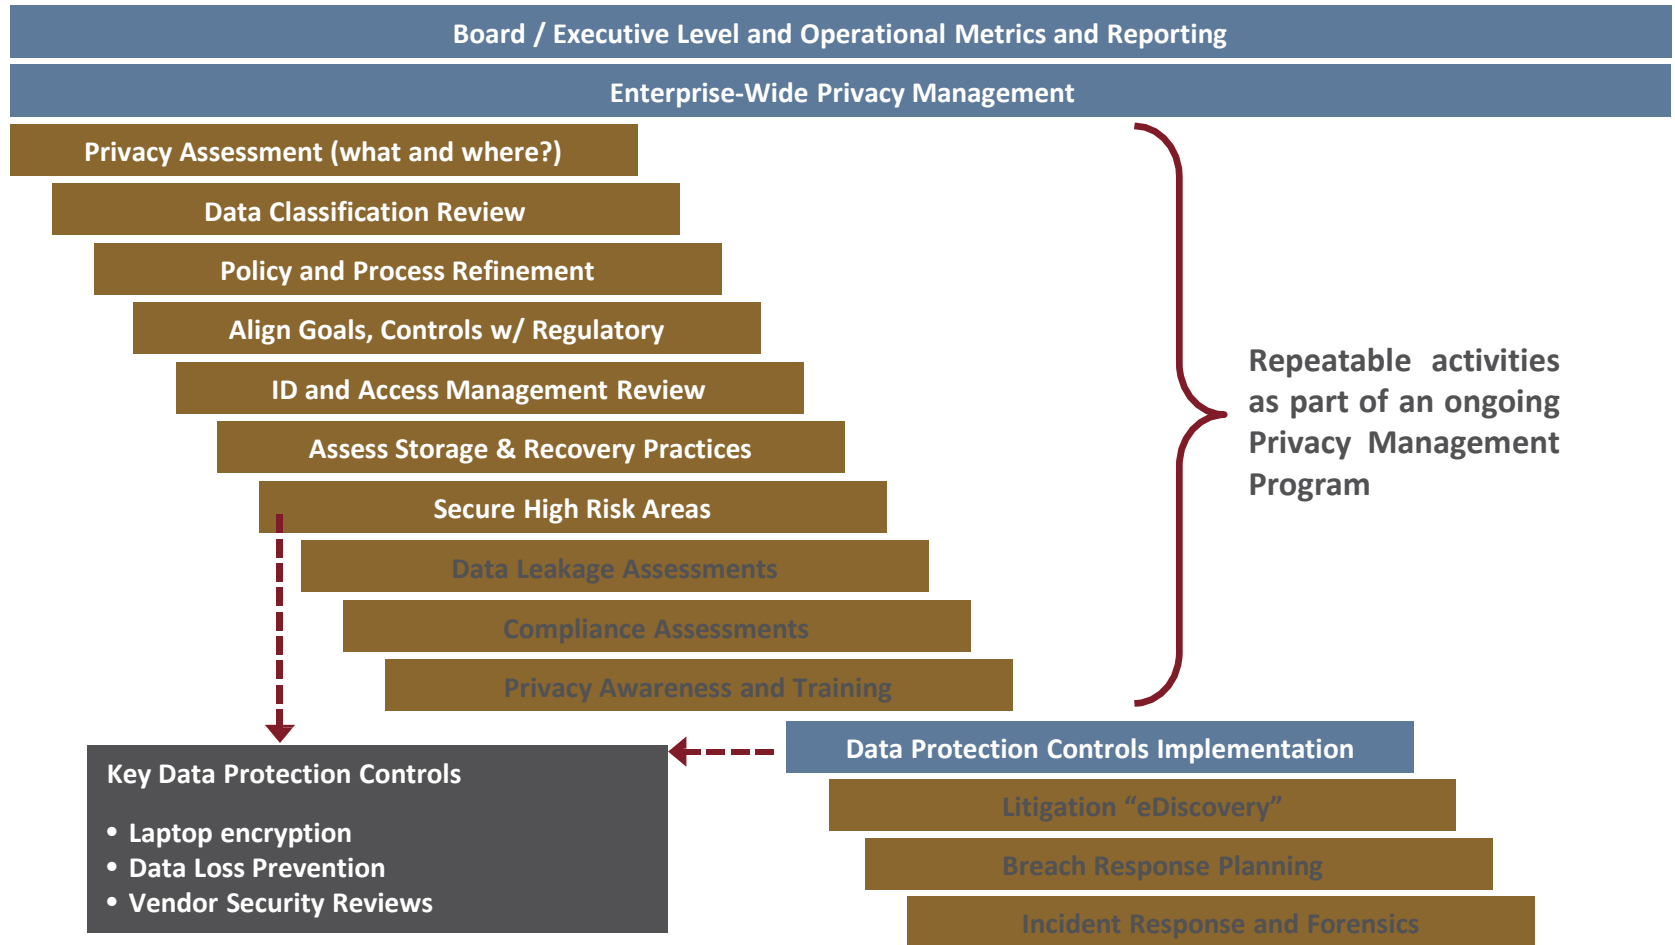 Board / Executive Level and Operational Metrics and Reporting
Enterprise-Wide Privacy Management
Privacy Assessment (what and where?)
Data Classification Review
Policy and Process Refinement
Align Goals, Controls w/ Regulatory
ID and Access Management Review
Assess Storage & Recovery Practices
Secure High Risk Areas
Data Leakage Assessments
Compliance Assessments
Privacy Awareness and Training
Repeatable activities
as part of an ongoing
Privacy Management
Program
Data Protection Controls Implementation
Litigation “eDiscovery”
Breach Response Planning
Incident Response and Forensics
Key Data Protection Controls
• Laptop encryption
• Data Loss Prevention
• Vendor Security Reviews